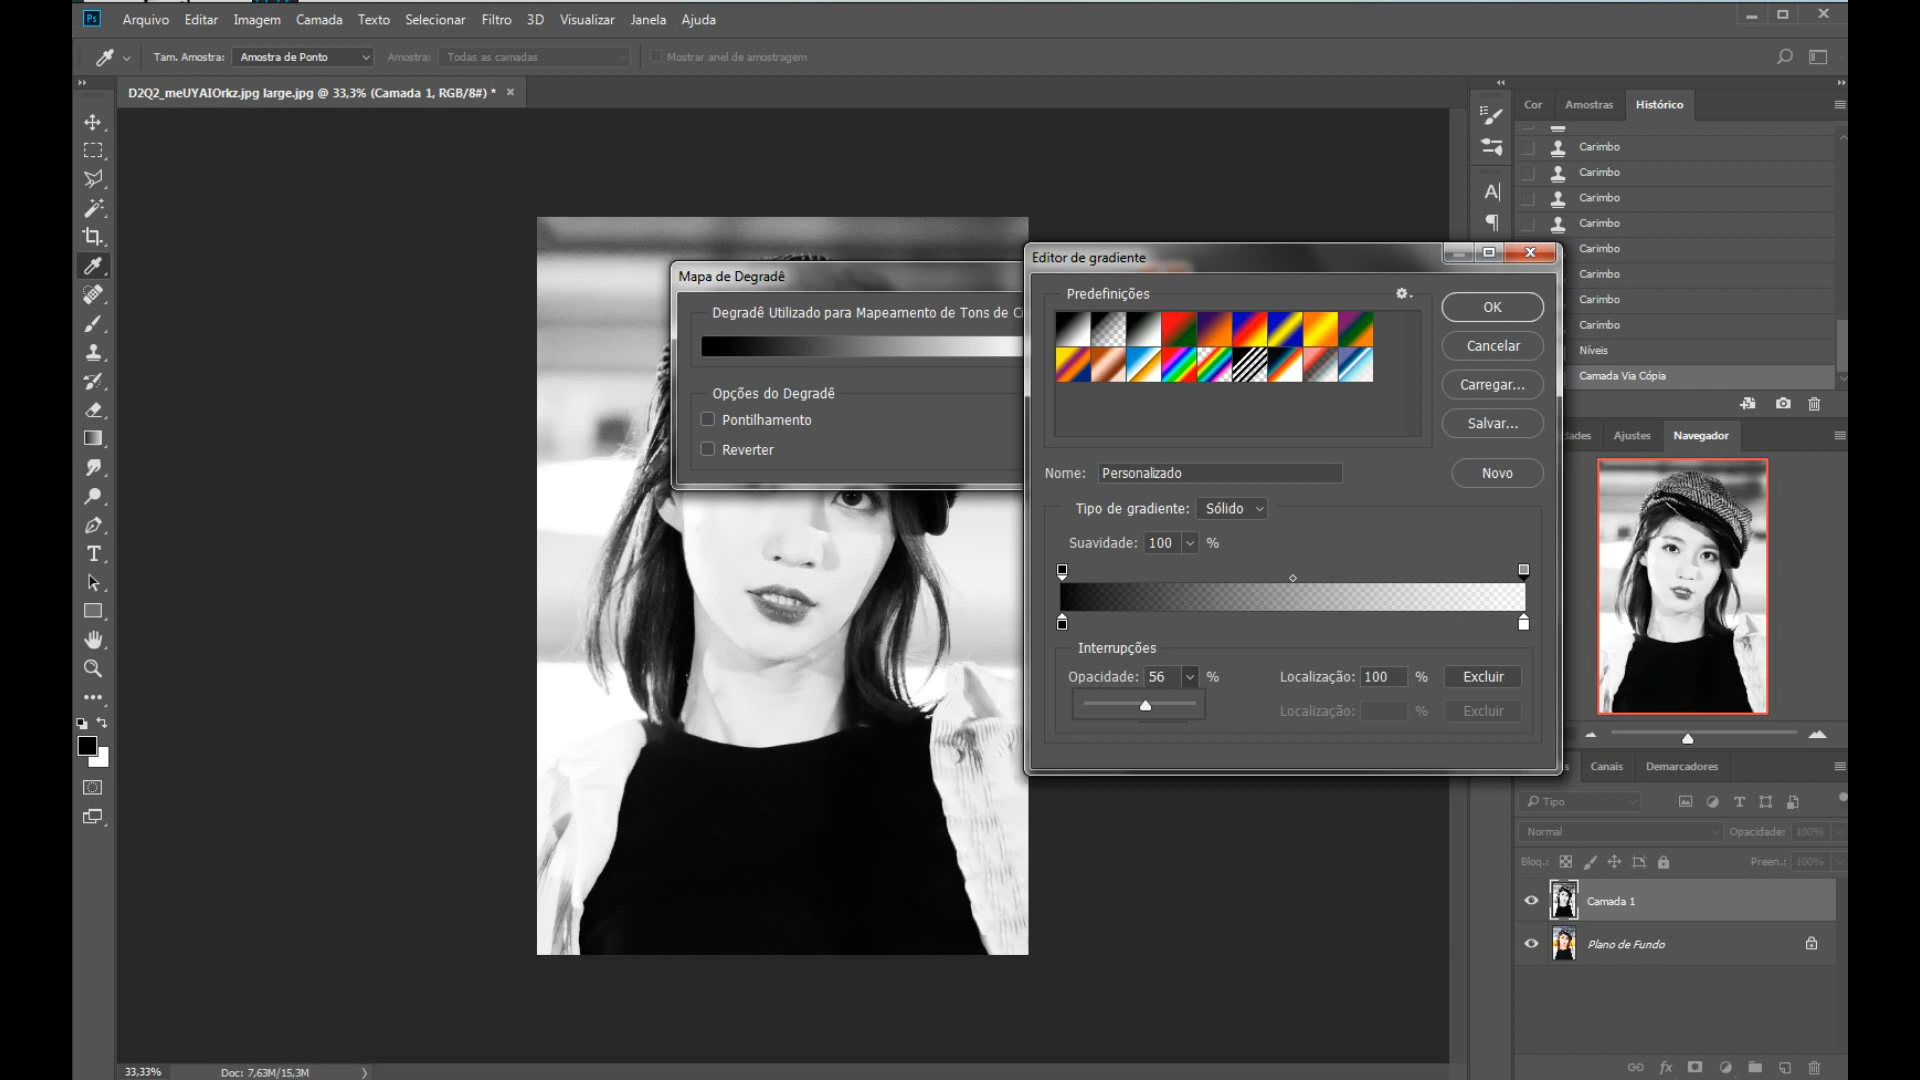 Ps Arquivo Editar Imagem Camada Texto Selecionar Filtro 3D Visualizar Janela Ajuda
Tam. Amostra: Amostra de Ponto Amostra: Todas as camadas Mostrar anel de amostragem
D2Q2_meUYAIOrkz.jpg large.jpg @ 33,3% (Camada 1, RGB/8#) *
Cor Amostras Histórico
Carimbo
Carimbo
Carimbo
Carimbo
Carimbo
Carimbo
Carimbo
Carimbo
Níveis
Camada Via Cópia
Mapa de Degradê
Degradê Utilizado para Mapeamento de Tons de Ci
Opções do Degradê
Pontilhamento
Reverter
Editor de gradiente
Predefinições
OK
Cancelar
Carregar...
Salvar...
Nome: Personalizado Novo
Tipo de gradiente: Sólido
Suavidade: 100 %
Interrupções
Opacidade: 56 % Localização: 100 % Excluir
Localização: % Excluir
dades Ajustes Navegador
s Canais Demarcadores
Tipo
Normal Opacidade: 100%
Bloq.: Preen.: 100%
Camada 1
Plano de Fundo
fx
33,33% Doc: 7,63M/15,3M